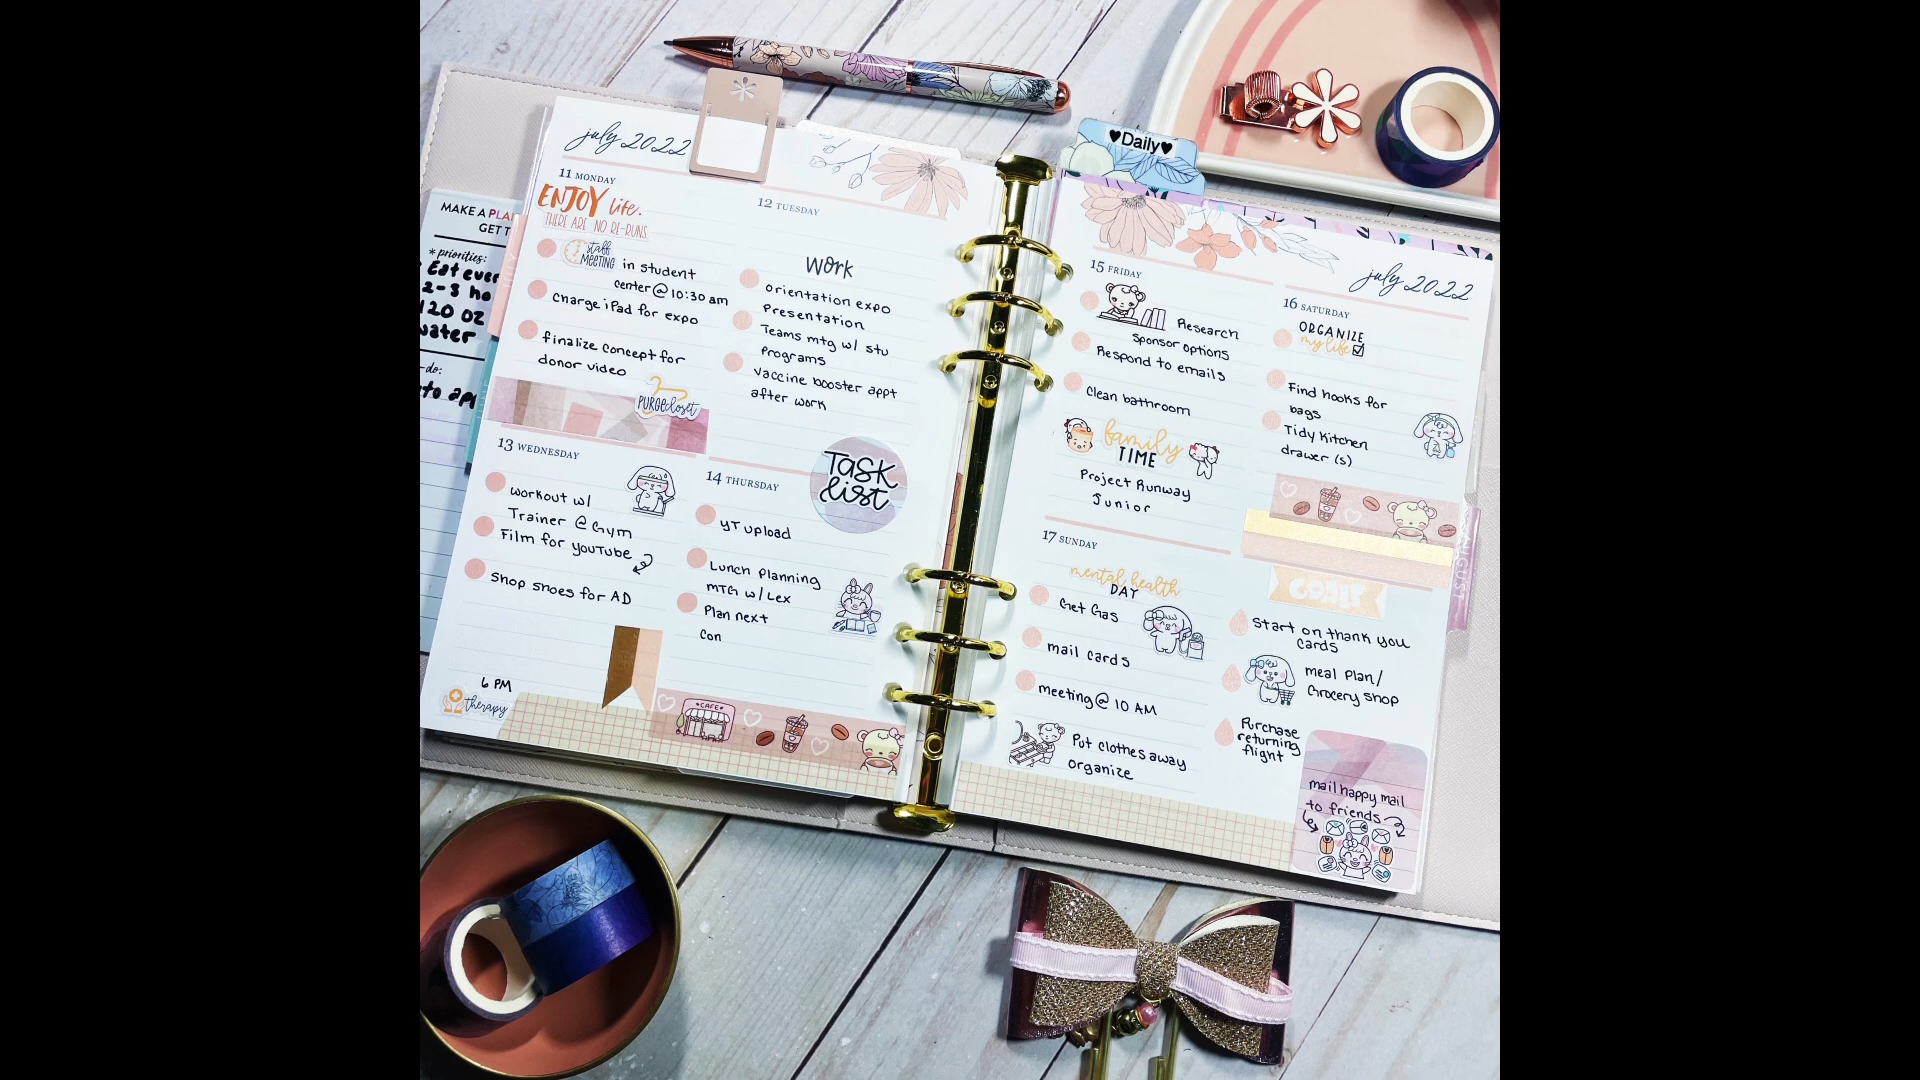 july 2022
11 MONDAY
ENJOY life.
THERE ARE NO RE-RUNS
staff
MEETING in student
center @ 10:30 am
Charge iPad for expo
finalize concept for
donor video
PURGE closet
12 TUESDAY
work
orientation expo
Presentation
Teams mtg w/ stu
Programs
Vaccine booster appt
after work
13 WEDNESDAY
workout w/
Trainer @ Gym
Film for youTube
Shop shoes for AD
6 PM
therapy
14 THURSDAY
TASK
list
YT upload
Lunch planning
mTG w/ Lex
Plan next
Con
CAFE
MAKE A PLA
GET T
*priorities:
Eat ever
2-3 ho
120 oz
water
-do:
♥Daily♥
july 2022
15 FRIDAY
Research
sponsor options
Respond to emails
Clean bathroom
family
TIME
Project Runway
Junior
16 SATURDAY
ORGANIZE
my life
Find hooks for
bags
Tidy Kitchen
drawer (s)
17 SUNDAY
mental health
DAY
Get Gas
mail cards
meeting @ 10 AM
Put clothes away
organize
GOALS
Start on thank you
cards
meal plan/
Grocery shop
Purchase
returning
flight
mail happy mail
to friends